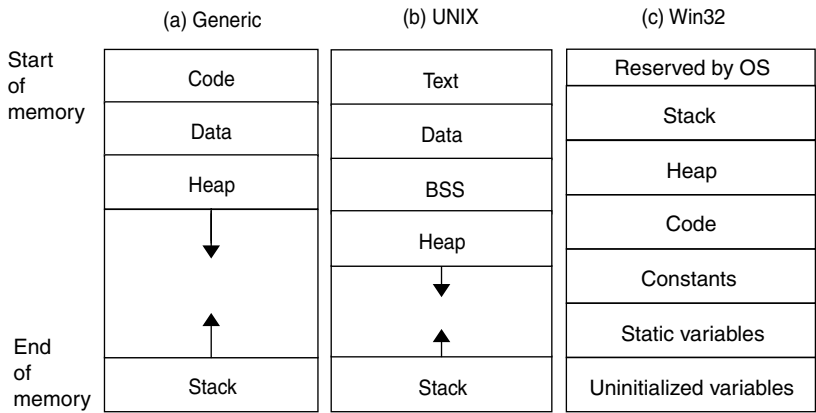 (a) Generic
(b) UNIX
(c) Win32
Start
of
memory
End
of
memory
Code
Data
Heap
Stack
Text
Data
BSS
Heap
Stack
Reserved by OS
Stack
Heap
Code
Constants
Static variables
Uninitialized variables